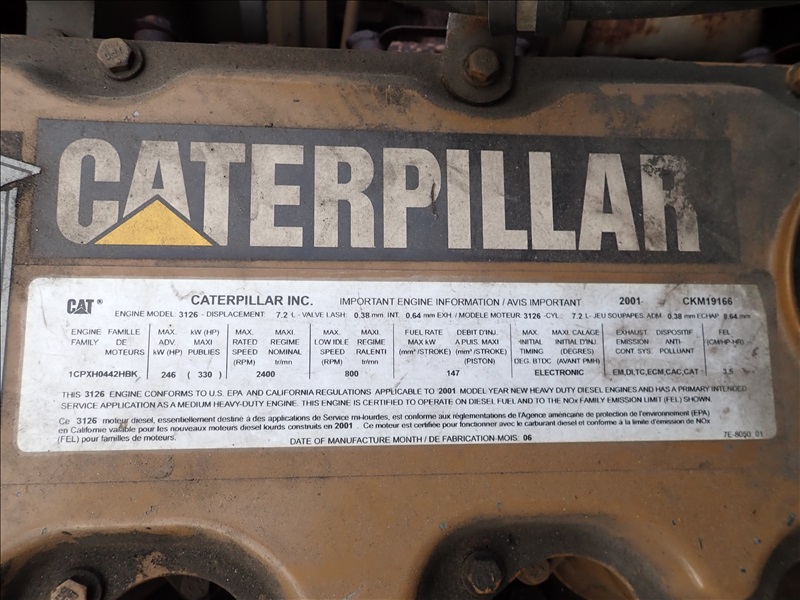 CATERPILLAR
CAT® CATERPILLAR INC. IMPORTANT ENGINE INFORMATION / AVIS IMPORTANT 2001 CKM19166
ENGINE MODEL: 3126 - DISPLACEMENT: 7.2 L - VALVE LASH: 0.38 mm INT 0.64 mm EXH / MODELE MOTEUR 3126 -CYL.: 7.2 L - JEU SOUPAPES. ADM 0.38 mm ECHAP 0.64 mm
ENGINE FAMILLE MAX. kW (HP) MAX. MAXI. MAX. MAXI. FUEL RATE DEBIT D'INJ. MAX. MAXI. CALAGE EXHAUST DISPOSITIF FEL
FAMILY DE ADV. MAXI RATED REGIME LOW IDLE REGIME MAX kW A PUIS. MAXI INITIAL INITIAL D'INJ. EMISSION ANTI-
MOTEURS kW (HP) PUBLIES SPEED NOMINAL SPEED RALENTI (mm³/STROKE) (mm³/STROKE) TIMING (DEGRES) CONT. SYS. POLLUANT
(RPM) tr/mn (RPM) tr/mn (PISTON) DEG. BTDC (AVANT PMH)
1CPXH0442HBK 246 ( 330 ) 2400 800 147 ELECTRONIC EM,DI,TC,ECM,CAC,CAT
THIS 3126 ENGINE CONFORMS TO U.S. EPA AND CALIFORNIA REGULATIONS APPLICABLE TO 2001 MODEL YEAR NEW HEAVY DUTY DIESEL ENGINES AND HAS A PRIMARY INTENDED
SERVICE APPLICATION AS A MEDIUM HEAVY-DUTY ENGINE. THIS ENGINE IS CERTIFIED TO OPERATE ON DIESEL FUEL AND TO THE NOx FAMILY EMISSION LIMIT (FEL) SHOWN.
Ce 3126 moteur diesel, essentiellement destiné à des applications de Service mi-lourdes, est conforme aux réglementations de l'Agence américaine de protection de l'environnement (EPA)
en Californie valable pour les nouveaux moteurs diesel lourds construits en 2001 . Ce moteur est certifiée pour fonctionner avec le carburant diesel et conforme à la limite d'émission de NOx
(FEL) pour familles de moteurs.
DATE OF MANUFACTURE MONTH / DE FABRICATION-MOIS: 06 7E-8050 01